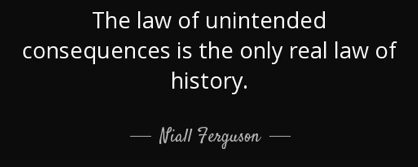 The law of unintended
consequences is the only real law of
history.
Niall Ferguson